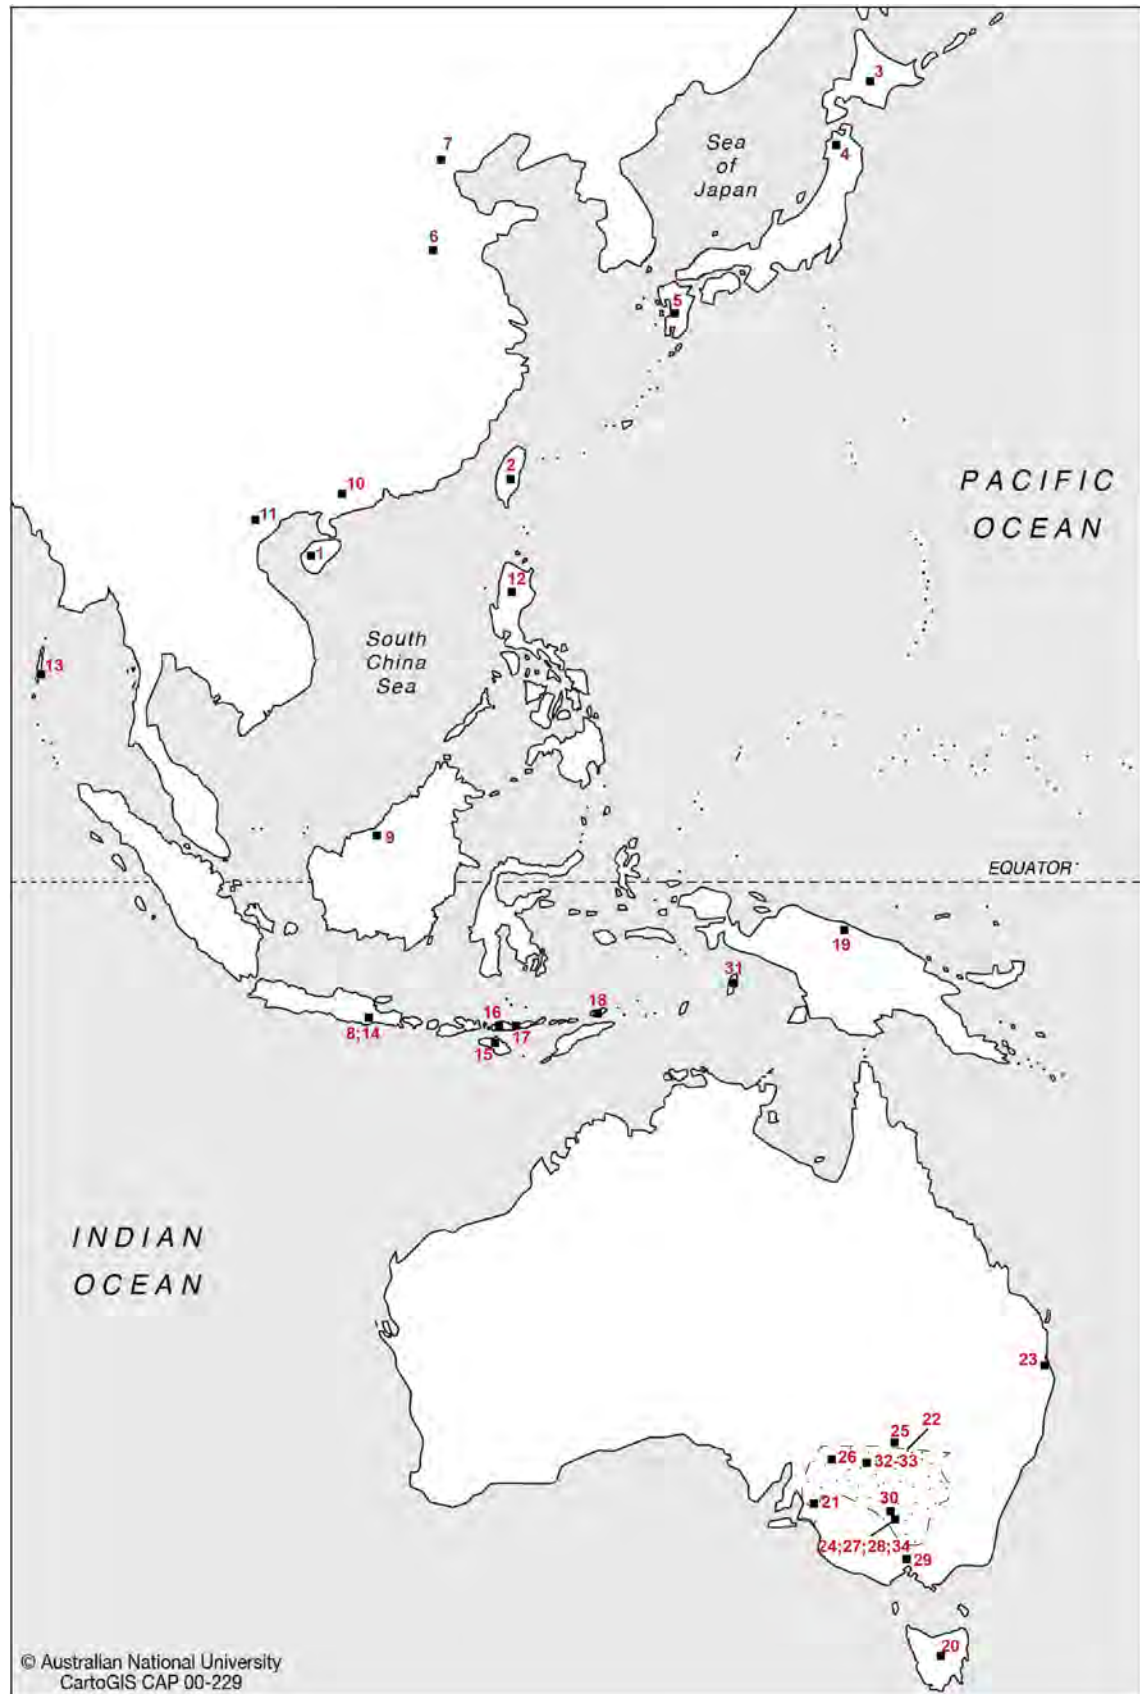 3
Sea
of
Japan
4
7
6
5
2
10
11
1
PACIFIC
OCEAN
12
South
China
Sea
13
9
EQUATOR
19
31
18
16
17
8;14
15
INDIAN
OCEAN
23
22
25
26
32-33
21
30
24;27;28;34
29
20
© Australian National University
CartoGIS CAP 00-229